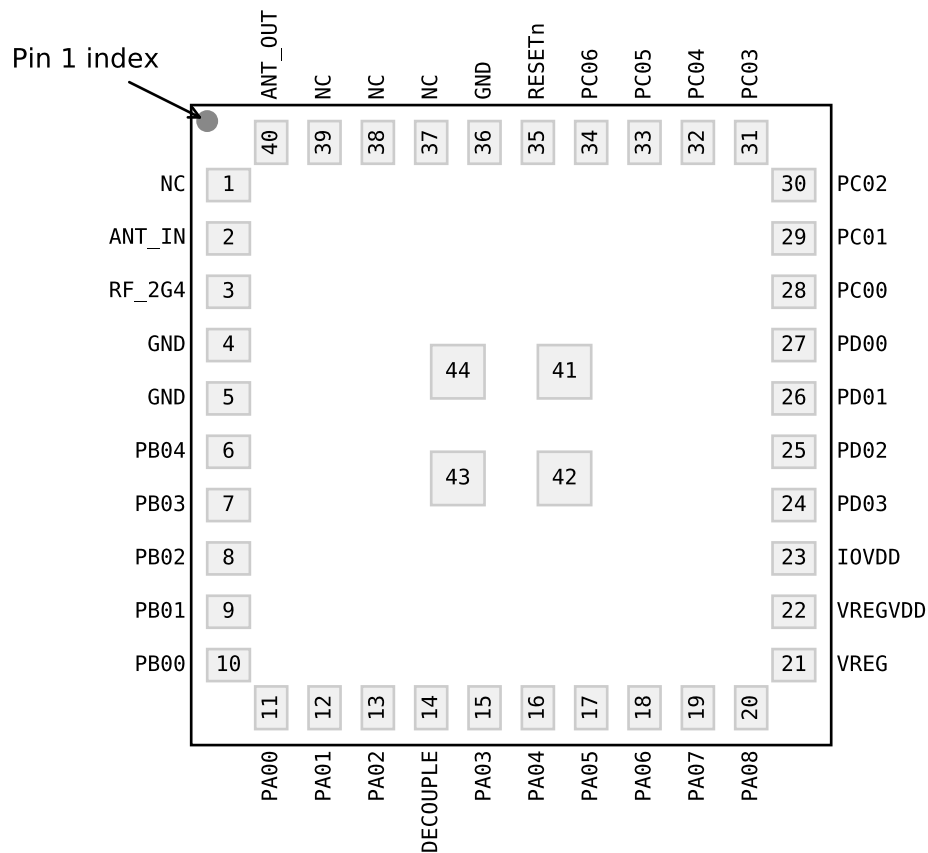 Pin 1 index
ANT_OUT NC NC NC GND RESETn PC06 PC05 PC04 PC03
40 39 38 37 36 35 34 33 32 31
NC 1 30 PC02
ANT_IN 2 29 PC01
RF_2G4 3 28 PC00
GND 4 27 PD00
44 41
GND 5 26 PD01
PB04 6 25 PD02
43 42
PB03 7 24 PD03
PB02 8 23 IOVDD
PB01 9 22 VREGVDD
PB00 10 21 VREG
11 12 13 14 15 16 17 18 19 20
PA00 PA01 PA02 DECOUPLE PA03 PA04 PA05 PA06 PA07 PA08